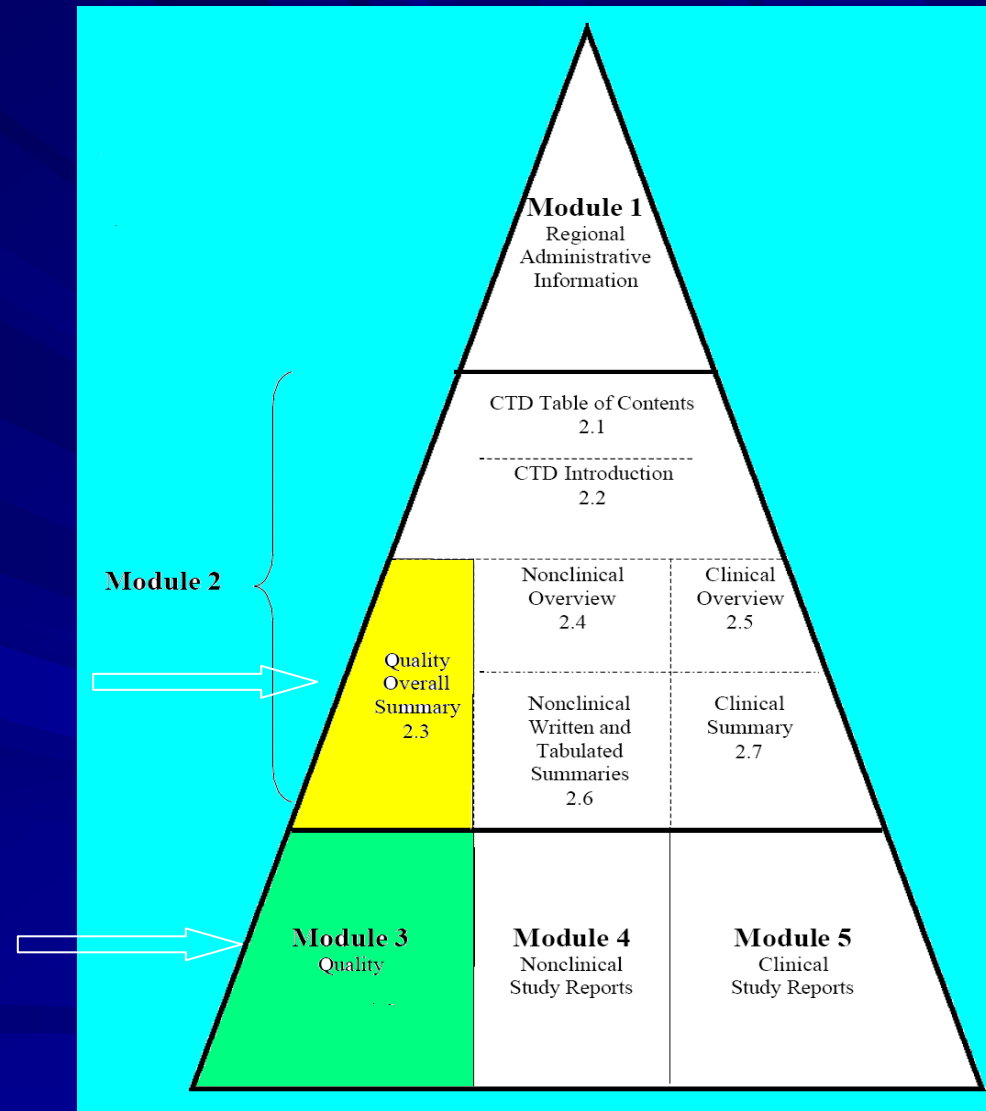 Module 1
Regional
Administrative
Information
CTD Table of Contents
2.1
CTD Introduction
2.2
Module 2
Quality
Overall
Summary
2.3
Nonclinical
Overview
2.4
Clinical
Overview
2.5
Nonclinical
Written and
Tabulated
Summaries
2.6
Clinical
Summary
2.7
Module 3
Quality
Module 4
Nonclinical
Study Reports
Module 5
Clinical
Study Reports